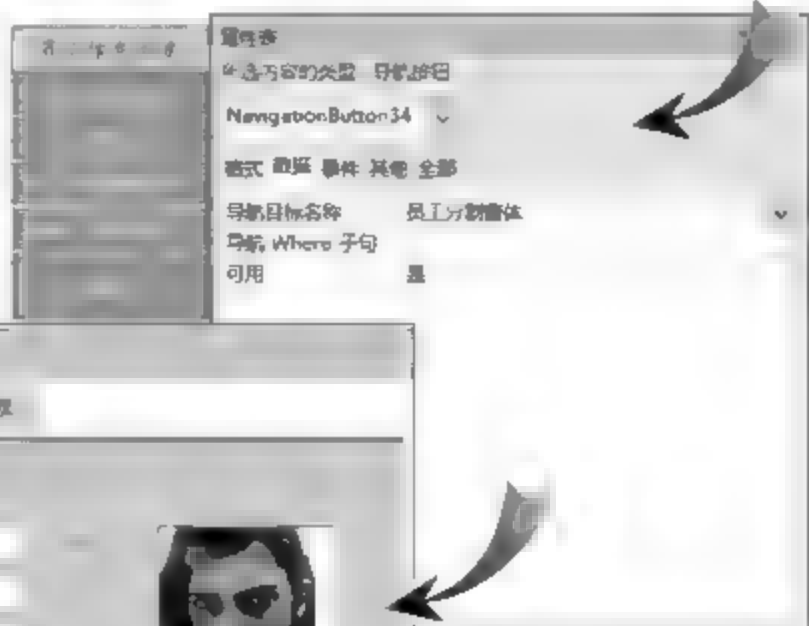 属性表
所选内容的类型: 导航按钮
NavigationButton34
格式 数据 事件 其他 全部
导航目标名称 员工分割窗体
导航 Where 子句
可用 是